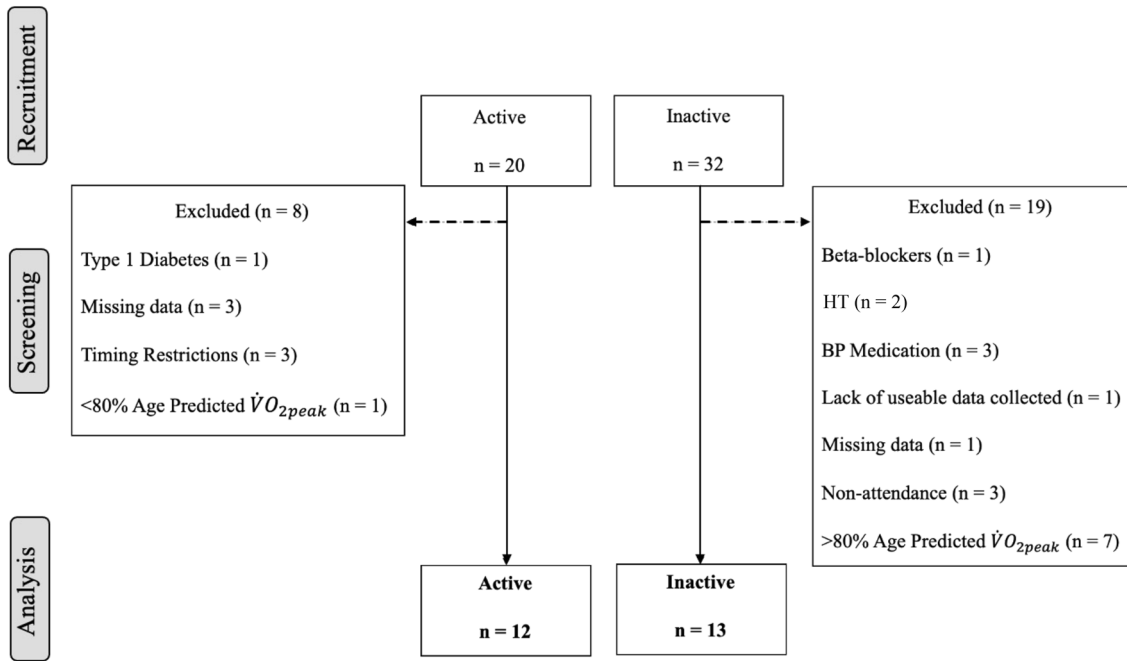 Recruitment
Active
n = 20
Inactive
n = 32
Screening
Excluded (n = 8)
Type 1 Diabetes (n = 1)
Missing data (n = 3)
Timing Restrictions (n = 3)
<80% Age Predicted V̇O₂peak (n = 1)
Excluded (n = 19)
Beta-blockers (n = 1)
HT (n = 2)
BP Medication (n = 3)
Lack of useable data collected (n = 1)
Missing data (n = 1)
Non-attendance (n = 3)
>80% Age Predicted V̇O₂peak (n = 7)
Analysis
Active
n = 12
Inactive
n = 13